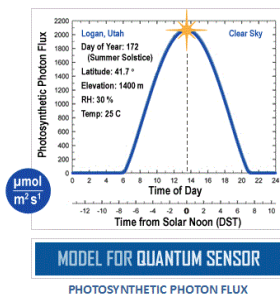 Photosynthetic Photon Flux
2200
2000
1800
1600
1400
1200
1000
800
600
400
200
0
Logan, Utah
Clear Sky
Day of Year: 172
(Summer Solstice)
Latitude: 41.7 °
Elevation: 1400 m
RH: 30 %
Temp: 25 C
0 2 4 6 8 10 12 14 16 18 20 22 24
Time of Day
-12 -10 -8 -6 -4 -2 0 2 4 6 8 10
Time from Solar Noon (DST)
µmol
m² s¹
MODEL FOR QUANTUM SENSOR
PHOTOSYNTHETIC PHOTON FLUX